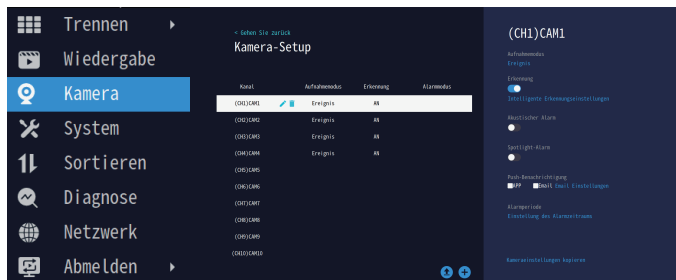 Trennen
Wiedergabe
Kamera
System
Sortieren
Diagnose
Netzwerk
Abmelden
< Gehen Sie zurück
Kamera-Setup
Kanal Aufnahmemodus Erkennung Alarmmodus
(CH1)CAM1 Ereignis AN
(CH2)CAM2 Ereignis AN
(CH3)CAM3 Ereignis AN
(CH4)CAM4 Ereignis AN
(CH5)CAM5
(CH6)CAM6
(CH7)CAM7
(CH8)CAM8
(CH9)CAM9
(CH10)CAM10
(CH1)CAM1
Aufnahmemodus
Ereignis
Erkennung
Intelligente Erkennungseinstellungen
Akustischer Alarm
Spotlight-Alarm
Push-Benachrichtigung
APP Email Email Einstellungen
Alarmperiode
Einstellung des Alarmzeitraums
Kameraeinstellungen kopieren